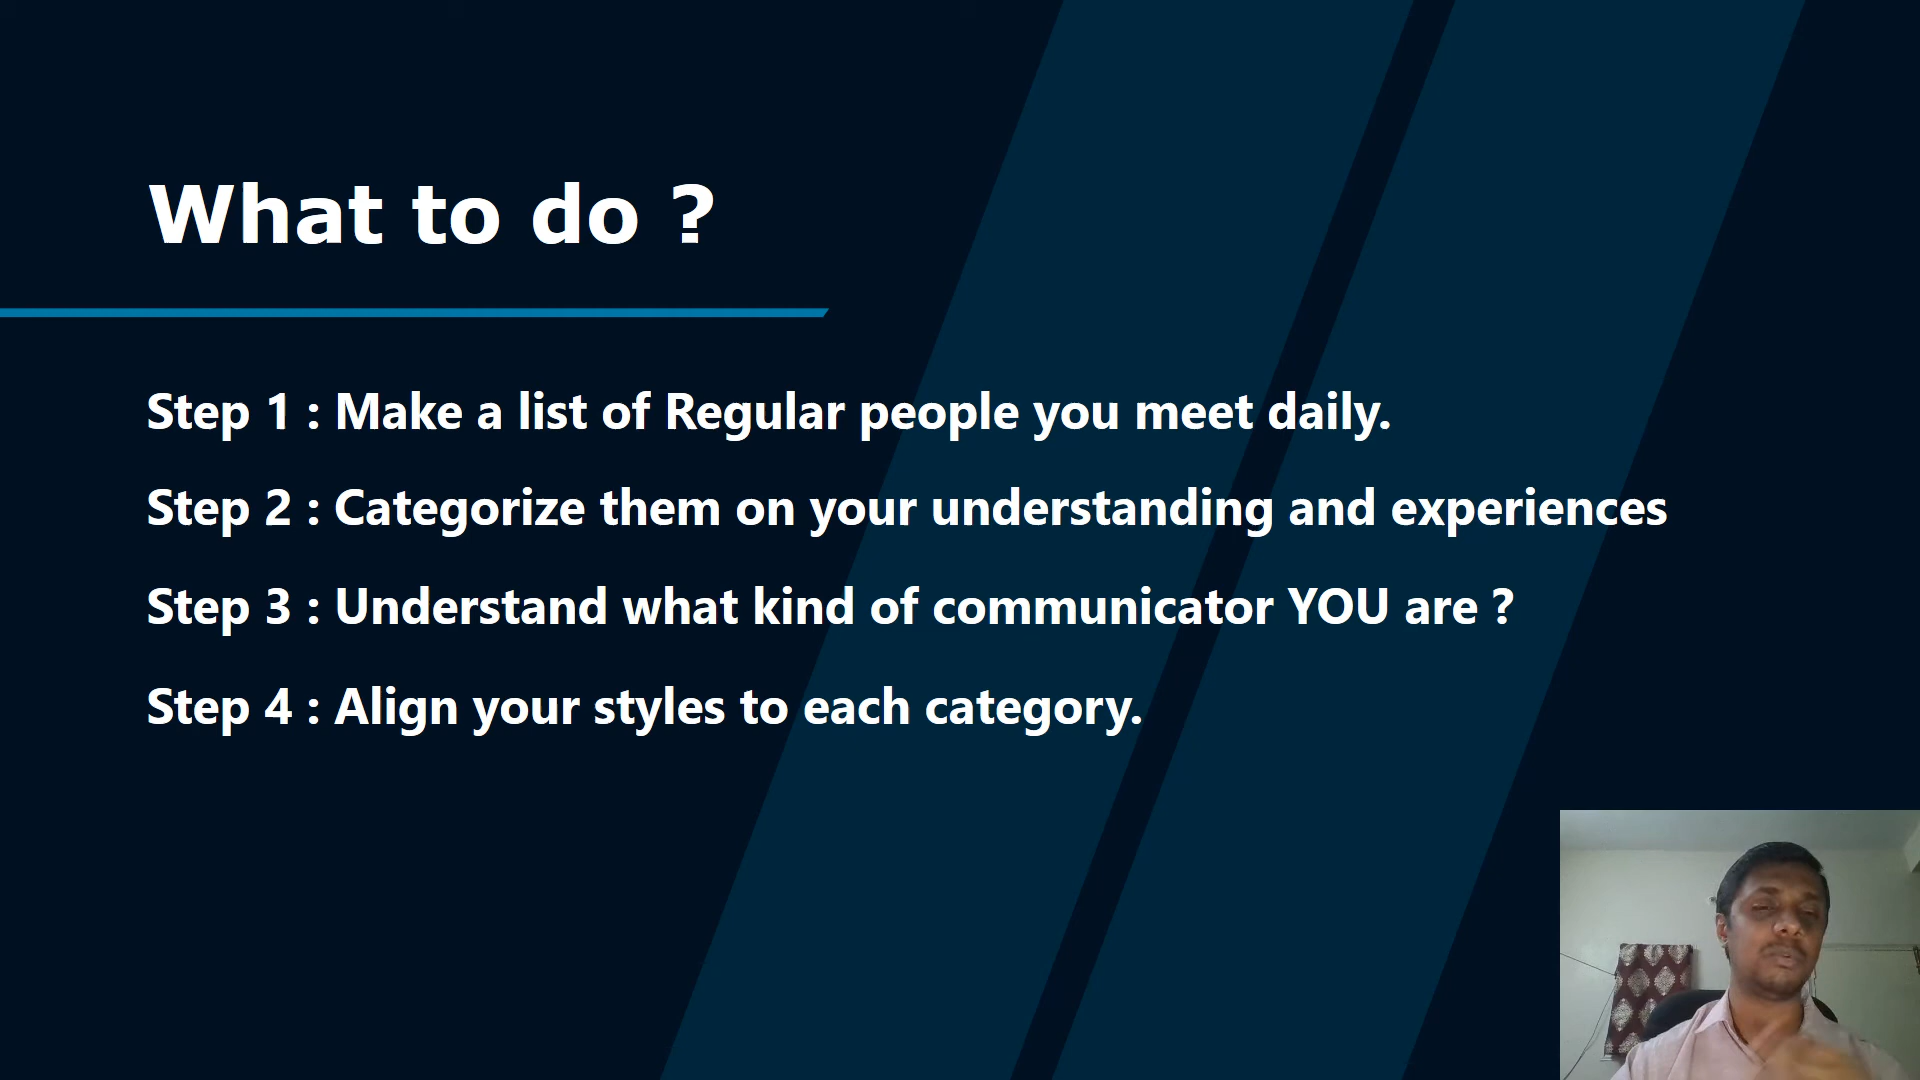 What to do ?
Step 1 : Make a list of Regular people you meet daily.
Step 2 : Categorize them on your understanding and experiences
Step 3 : Understand what kind of communicator YOU are ?
Step 4 : Align your styles to each category.